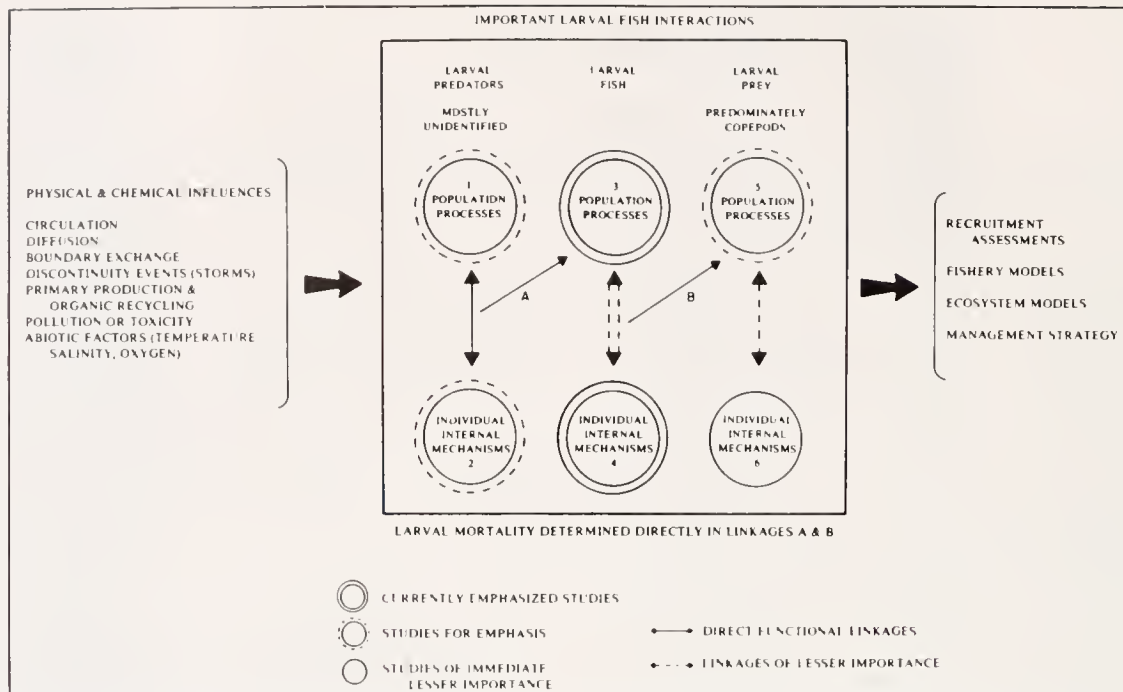 IMPORTANT LARVAL FISH INTERACTIONS
LARVAL
PREDATORS
MOSTLY
UNIDENTIFIED
LARVAL
FISH
LARVAL
PREY
PREDOMINATELY
COPEPODS
PHYSICAL & CHEMICAL INFLUENCES
CIRCULATION
DIFFUSION
BOUNDARY EXCHANGE
DISCONTINUITY EVENTS (STORMS)
PRIMARY PRODUCTION &
ORGANIC RECYCLING
POLLUTION OR TOXICITY
ABIOTIC FACTORS (TEMPERATURE
SALINITY, OXYGEN)
1
POPULATION
PROCESSES
3
POPULATION
PROCESSES
5
POPULATION
PROCESSES
A
B
INDIVIDUAL
INTERNAL
MECHANISMS
2
INDIVIDUAL
INTERNAL
MECHANISMS
4
INDIVIDUAL
INTERNAL
MECHANISMS
6
RECRUITMENT
ASSESSMENTS
FISHERY MODELS
ECOSYSTEM MODELS
MANAGEMENT STRATEGY
LARVAL MORTALITY DETERMINED DIRECTLY IN LINKAGES A & B
CURRENTLY EMPHASIZED STUDIES
STUDIES FOR EMPHASIS
STUDIES OF IMMEDIATE
LESSER IMPORTANCE
DIRECT FUNCTIONAL LINKAGES
LINKAGES OF LESSER IMPORTANCE